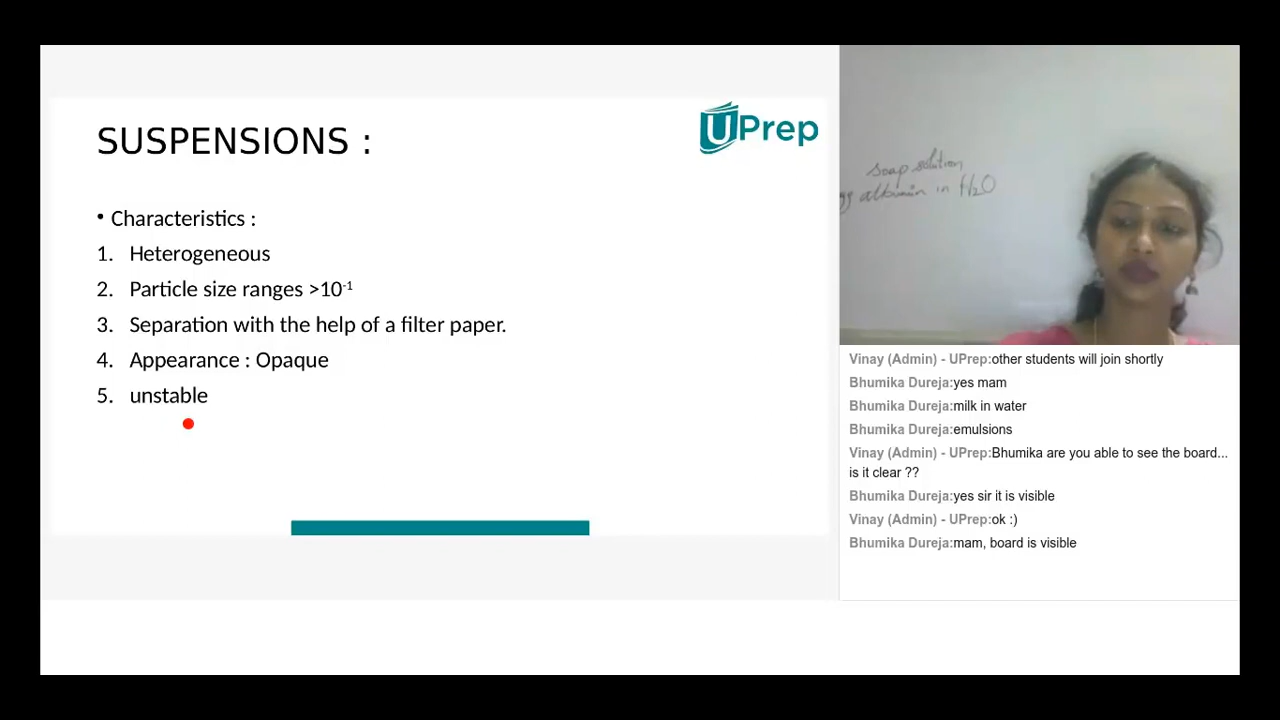 SUSPENSIONS :
UPrep
• Characteristics :
1. Heterogeneous
2. Particle size ranges >10⁻¹
3. Separation with the help of a filter paper.
4. Appearance : Opaque
5. unstable
soap solution
albumin in H₂O
Vinay (Admin) - UPrep:other students will join shortly
Bhumika Dureja:yes mam
Bhumika Dureja:milk in water
Bhumika Dureja:emulsions
Vinay (Admin) - UPrep:Bhumika are you able to see the board...
is it clear ??
Bhumika Dureja:yes sir it is visible
Vinay (Admin) - UPrep:ok :)
Bhumika Dureja:mam, board is visible